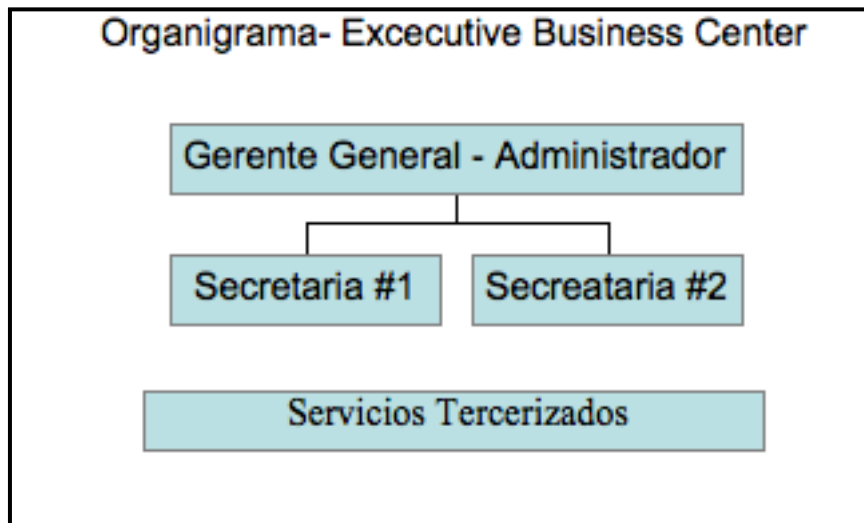 Organigrama- Excecutive Business Center
Gerente General - Administrador
Secretaria #1
Secreataria #2
Servicios Tercerizados